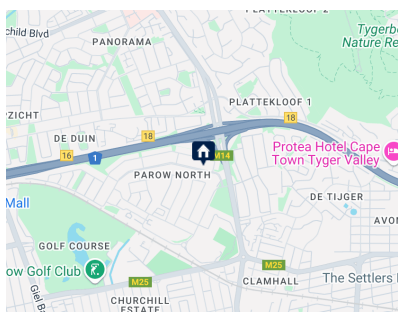 PLATTEKLOOF 2
child Blvd
PANORAMA
Tygerb
Nature Re
PLATTEKLOOF 1
ZICHT
18
DE DUIN
18
Protea Hotel Cape
Town Tyger Valley
16
1
M14
PAROW NORTH
DE TIJGER
Mall
AVON
GOLF COURSE
ow Golf Club
M25
M25
The Settlers
CLAMHALL
Giel Ba
CHURCHILL
ESTATE